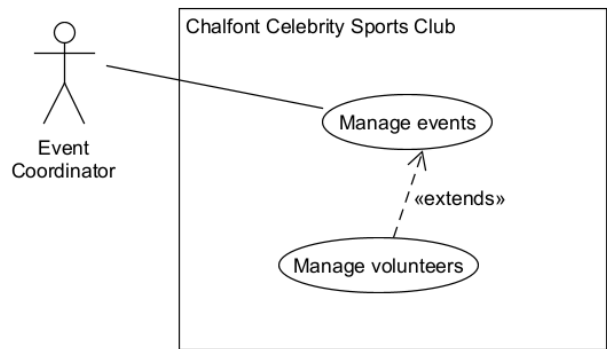 Chalfont Celebrity Sports Club
Event
Coordinator
Manage events
«extends»
Manage volunteers